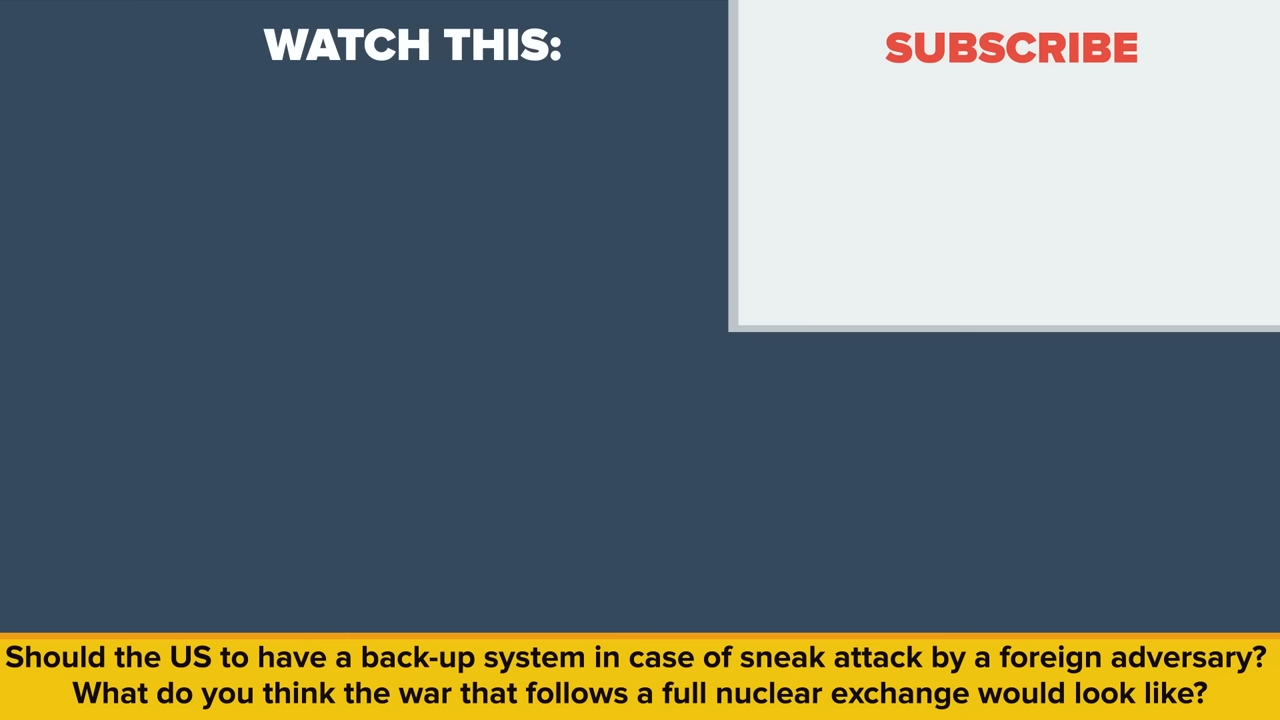 WATCH THIS:
SUBSCRIBE
Should the US to have a back-up system in case of sneak attack by a foreign adversary?
What do you think the war that follows a full nuclear exchange would look like?